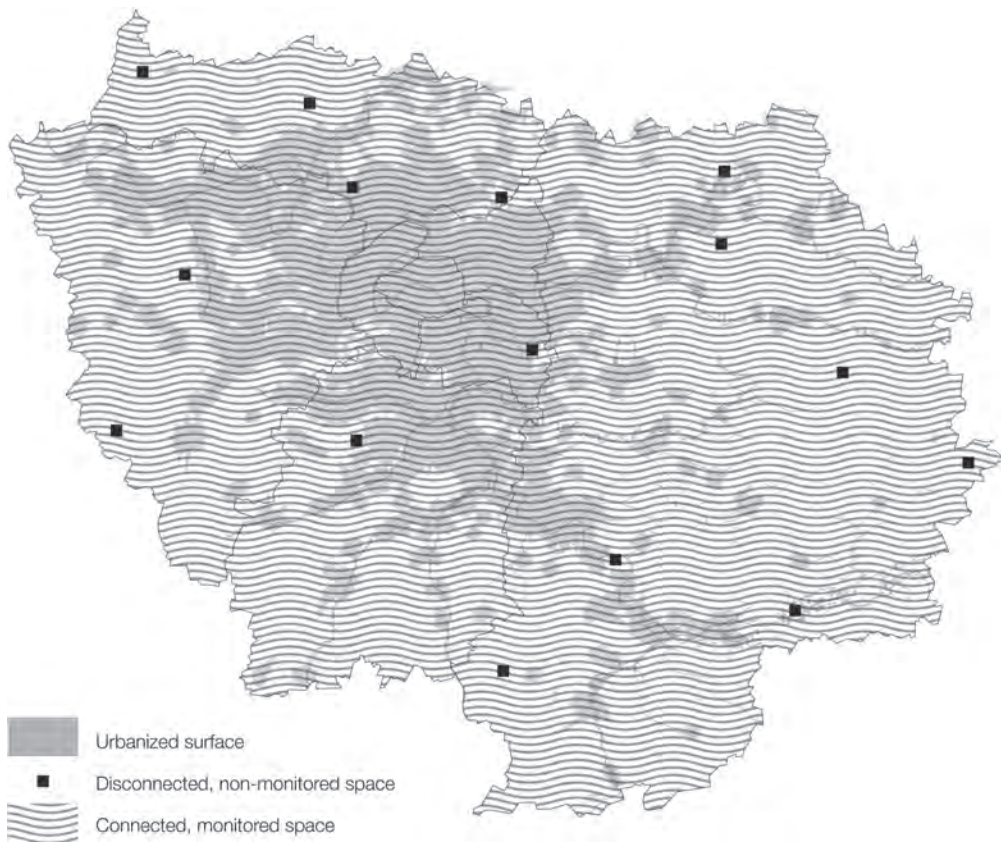 Urbanized surface
Disconnected, non-monitored space
Connected, monitored space